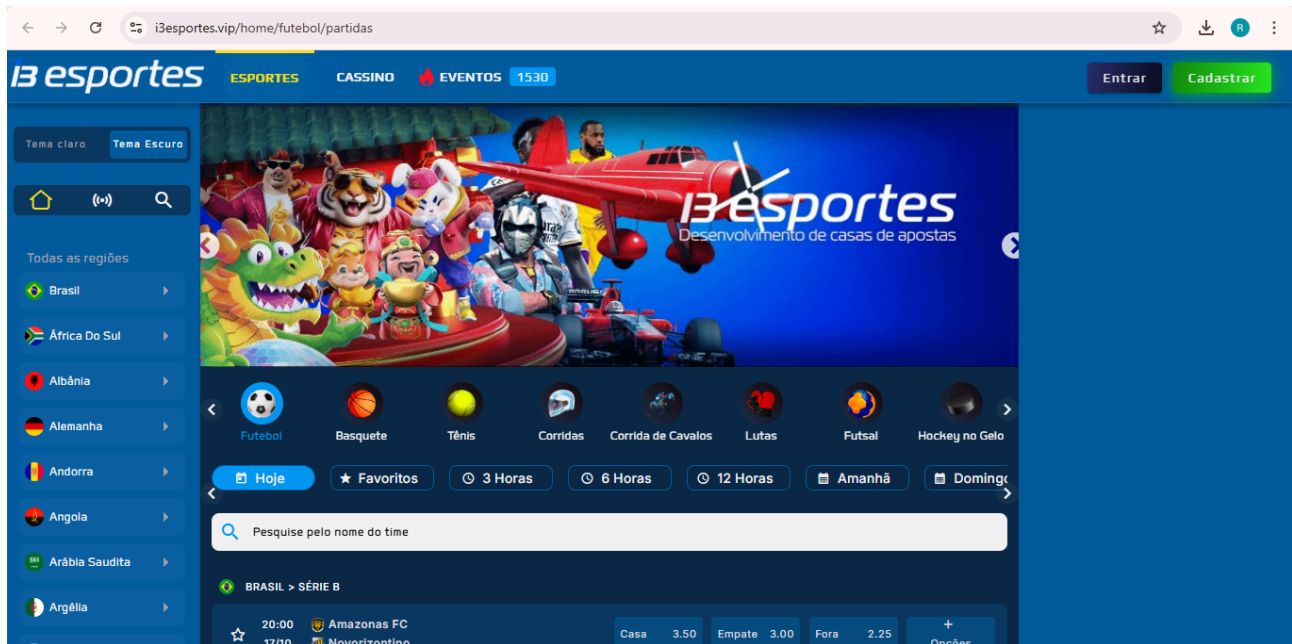 i3esportes.vip/home/futebol/partidas
R
i3 esportes
ESPORTES
CASSINO
EVENTOS 1530
Entrar
Cadastrar
Tema claro
Tema Escuro
Todas as regiões
Brasil
África Do Sul
Albânia
Alemanha
Andorra
Angola
Arábia Saudita
Argélia
i3 esportes
Desenvolvimento de casas de apostas
Futebol
Basquete
Tênis
Corridas
Corrida de Cavalos
Lutas
Futsal
Hockey no Gelo
Hoje
Favoritos
3 Horas
6 Horas
12 Horas
Amanhã
Domingo
Pesquise pelo nome do time
BRASIL > SÉRIE B
20:00 Amazonas FC
17/10 Novorizontino
Casa 3.50
Empate 3.00
Fora 2.25
+
Opções